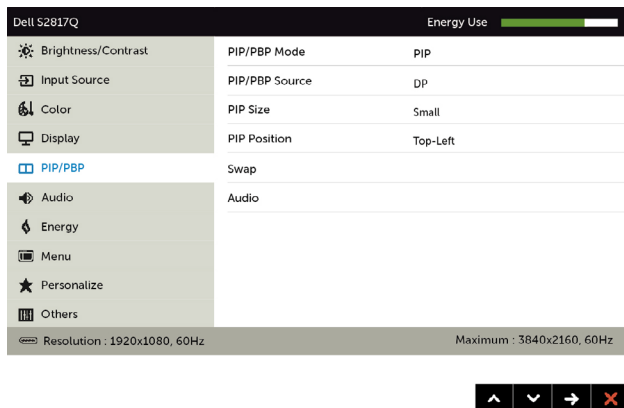 Dell S2817Q Energy Use
Brightness/Contrast PIP/PBP Mode PIP
Input Source PIP/PBP Source DP
Color PIP Size Small
Display PIP Position Top-Left
PIP/PBP Swap
Audio Audio
Energy
Menu
Personalize
Others
Resolution : 1920x1080, 60Hz Maximum : 3840x2160, 60Hz